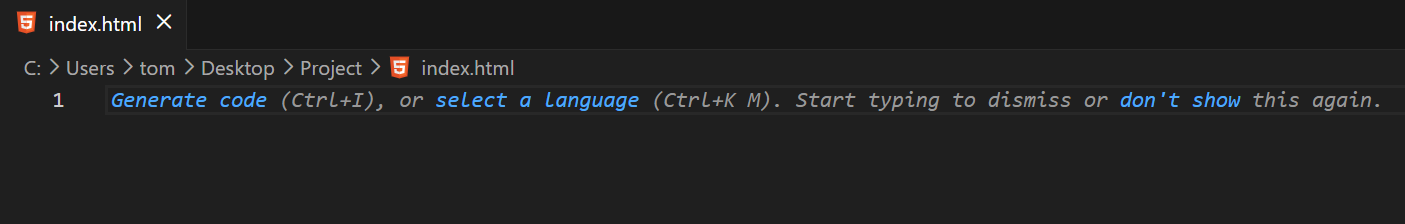 index.html ×
C: > Users > tom > Desktop > Project > index.html
1 Generate code (Ctrl+I), or select a language (Ctrl+K M). Start typing to dismiss or don't show this again.